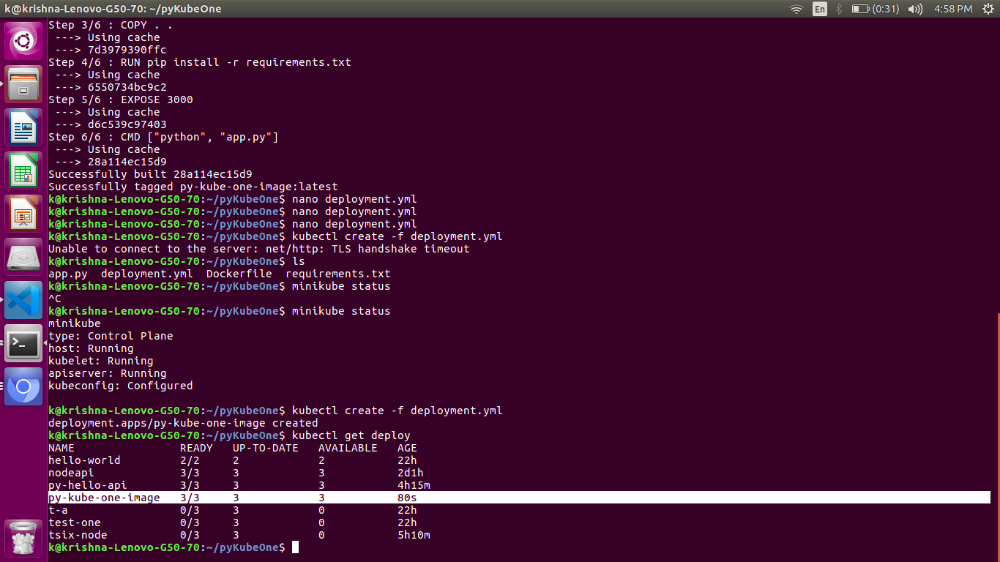 k@krishna-Lenovo-G50-70: ~/pyKubeOne En (0:31) 4:58 PM
Step 3/6 : COPY . .
 ---> Using cache
 ---> 7d3979390ffc
Step 4/6 : RUN pip install -r requirements.txt
 ---> Using cache
 ---> 6550734bc9c2
Step 5/6 : EXPOSE 3000
 ---> Using cache
 ---> d6c539c97403
Step 6/6 : CMD ["python", "app.py"]
 ---> Using cache
 ---> 28a114ec15d9
Successfully built 28a114ec15d9
Successfully tagged py-kube-one-image:latest
k@krishna-Lenovo-G50-70:~/pyKubeOne$ nano deployment.yml
k@krishna-Lenovo-G50-70:~/pyKubeOne$ nano deployment.yml
k@krishna-Lenovo-G50-70:~/pyKubeOne$ nano deployment.yml
k@krishna-Lenovo-G50-70:~/pyKubeOne$ kubectl create -f deployment.yml
Unable to connect to the server: net/http: TLS handshake timeout
k@krishna-Lenovo-G50-70:~/pyKubeOne$ ls
app.py  deployment.yml  Dockerfile  requirements.txt
k@krishna-Lenovo-G50-70:~/pyKubeOne$ minikube status
^C
k@krishna-Lenovo-G50-70:~/pyKubeOne$ minikube status
minikube
type: Control Plane
host: Running
kubelet: Running
apiserver: Running
kubeconfig: Configured
k@krishna-Lenovo-G50-70:~/pyKubeOne$ kubectl create -f deployment.yml
deployment.apps/py-kube-one-image created
k@krishna-Lenovo-G50-70:~/pyKubeOne$ kubectl get deploy
NAME                READY   UP-TO-DATE   AVAILABLE   AGE
hello-world         2/2     2            2           22h
nodeapi             3/3     3            3           2d1h
py-hello-api        3/3     3            3           4h15m
py-kube-one-image   3/3     3            3           80s
t-a                 0/3     3            0           22h
test-one            0/3     3            0           22h
tsix-node           0/3     3            0           5h10m
k@krishna-Lenovo-G50-70:~/pyKubeOne$